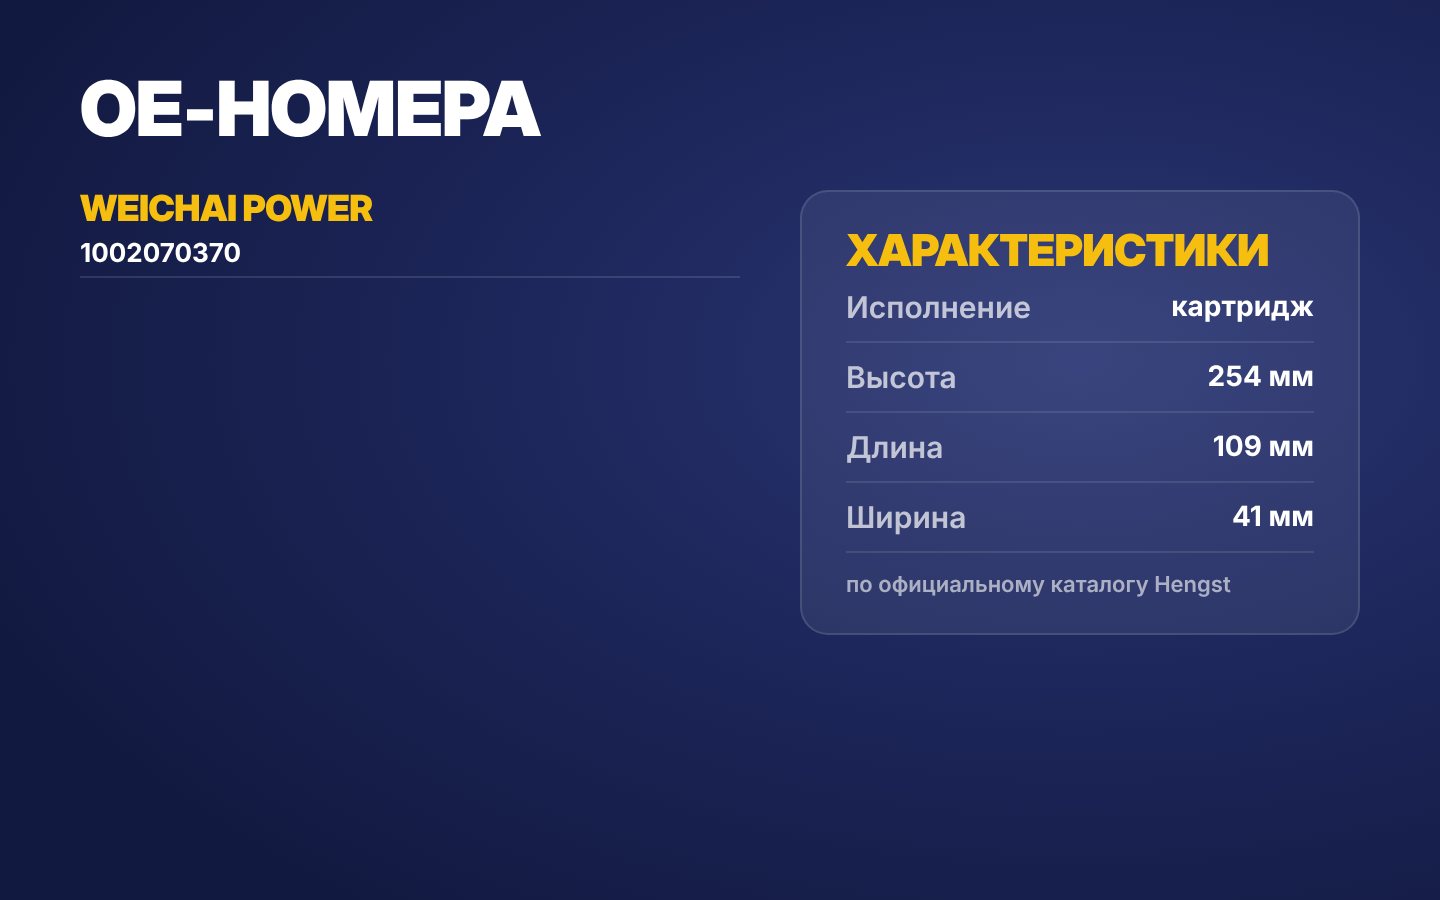 ОЕ-НОМЕРА
WEICHAI POWER
1002070370
ХАРАКТЕРИСТИКИ
Исполнение картридж
Высота 254 мм
Длина 109 мм
Ширина 41 мм
по официальному каталогу Hengst